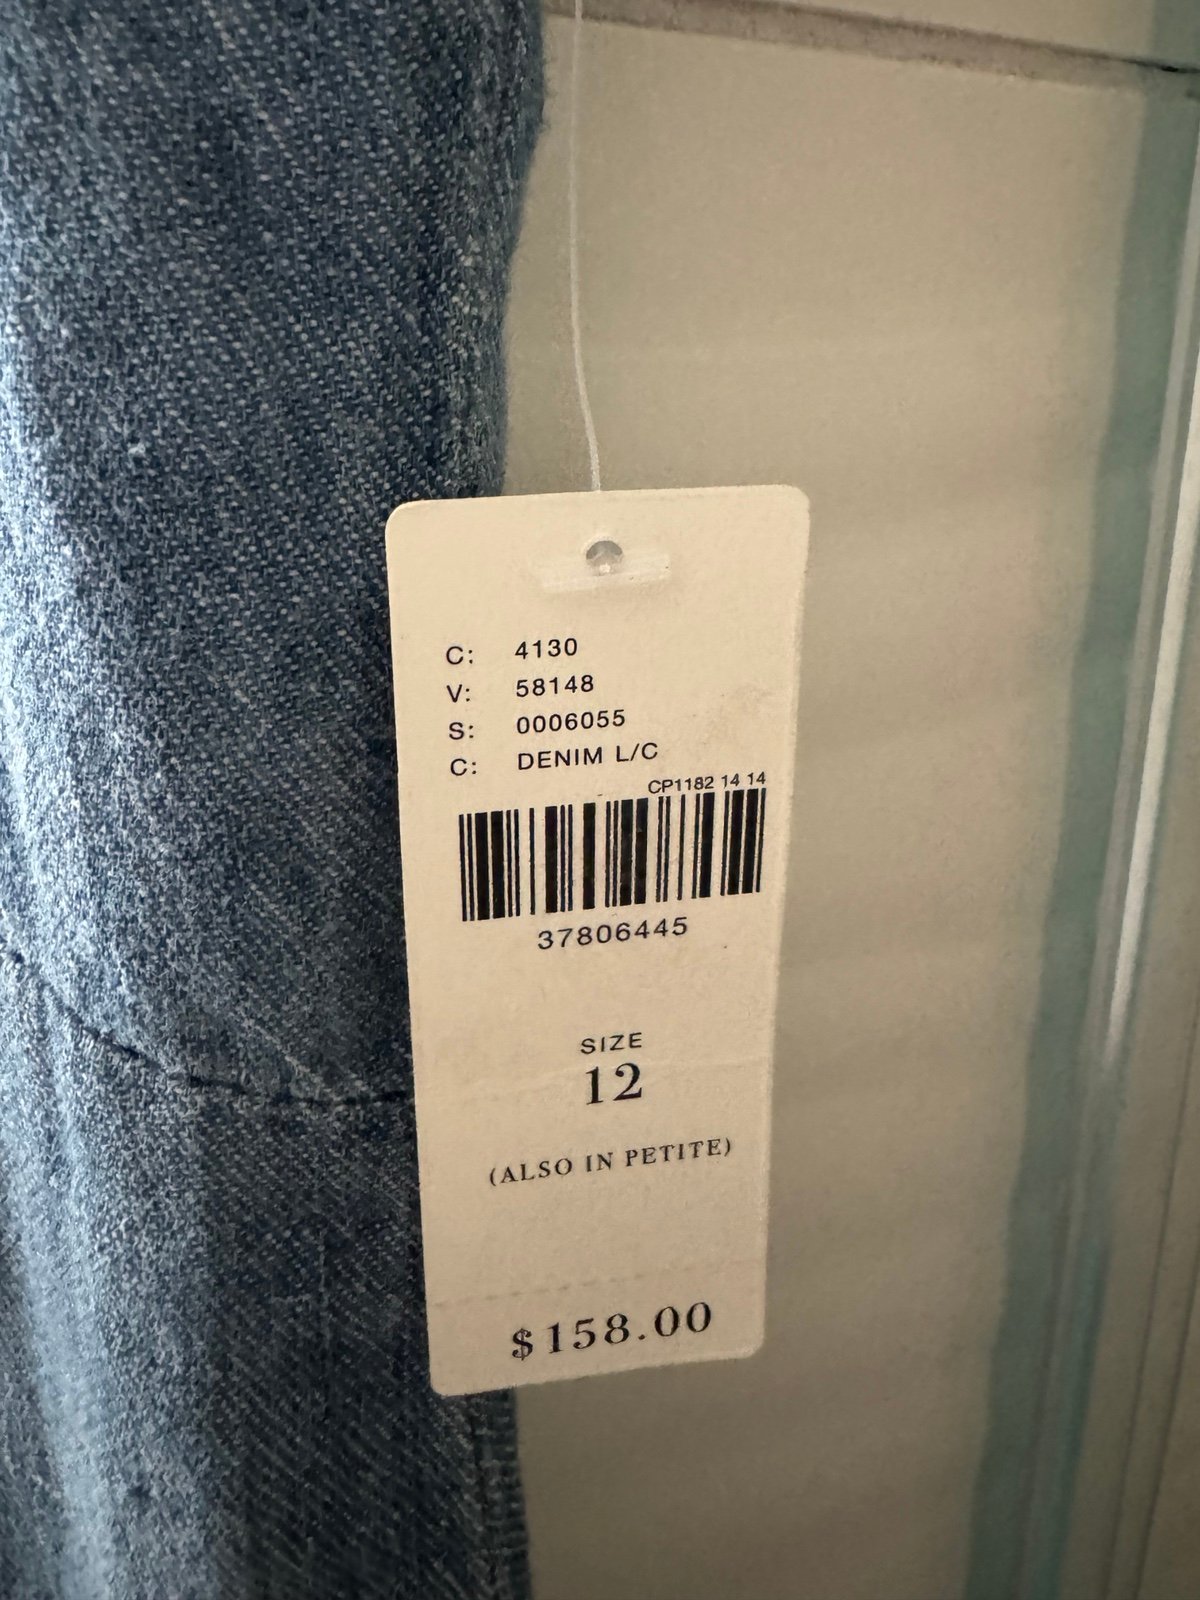 C: 4130
V: 58148
S: 0006055
C: DENIM L/C
CP1182 14 14
37806445
SIZE
12
(ALSO IN PETITE)
$158.00